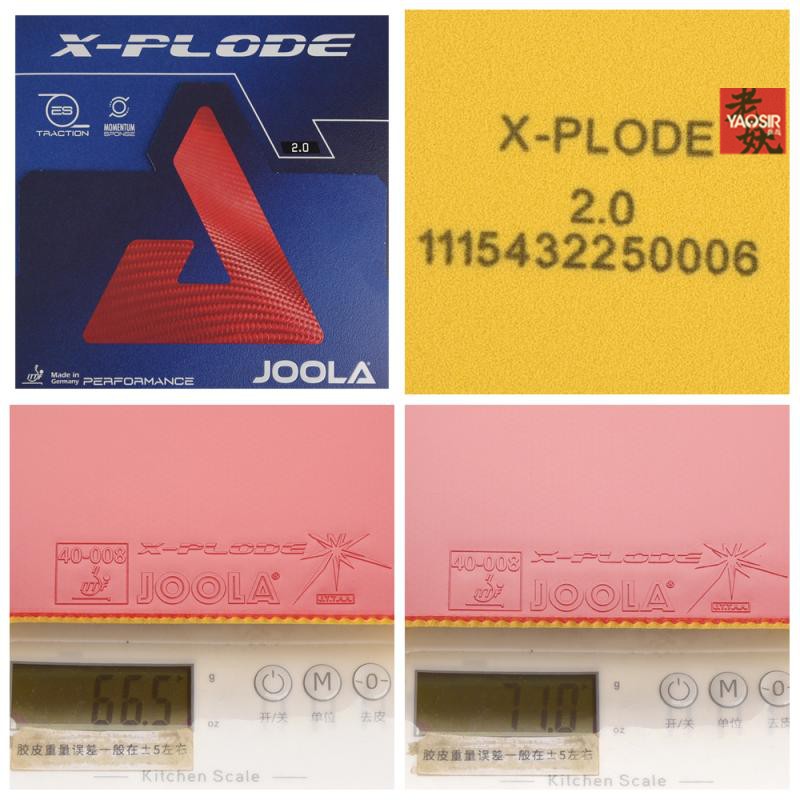 X-PLODE
ES
TRACTION
MOMENTUM
SPONGE
2.0
Made in
Germany
PERFORMANCE
JOOLA®
X-PLODE
2.0
1115432250006
老妖
YAOSIR
40-008
X-PLODE
JOOLA®
J.T.T.A.A.
66.5
g
oz
M
-0-
开/关
单位
去皮
胶皮重量误差一般在±5左右
Kitchen Scale
40-008
X-PLODE
JOOLA®
J.T.T.A.A.
71.0
g
oz
M
-0-
开/关
单位
去皮
胶皮重量误差一般在±5左右
Kitchen Scale